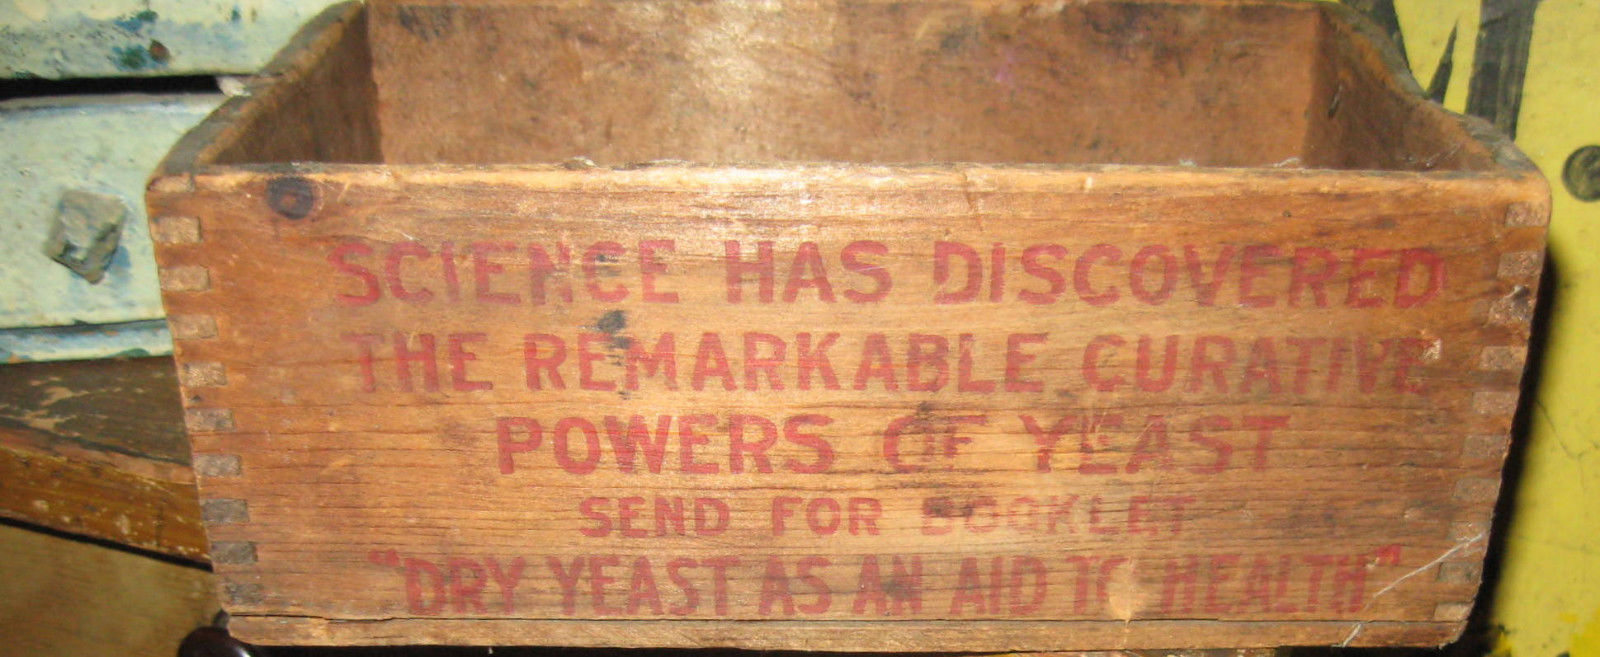 SCIENCE HAS DISCOVERED
THE REMARKABLE CURATIVE
POWERS OF YEAST
SEND FOR BOOKLET
"DRY YEAST AS AN AID TO HEALTH"